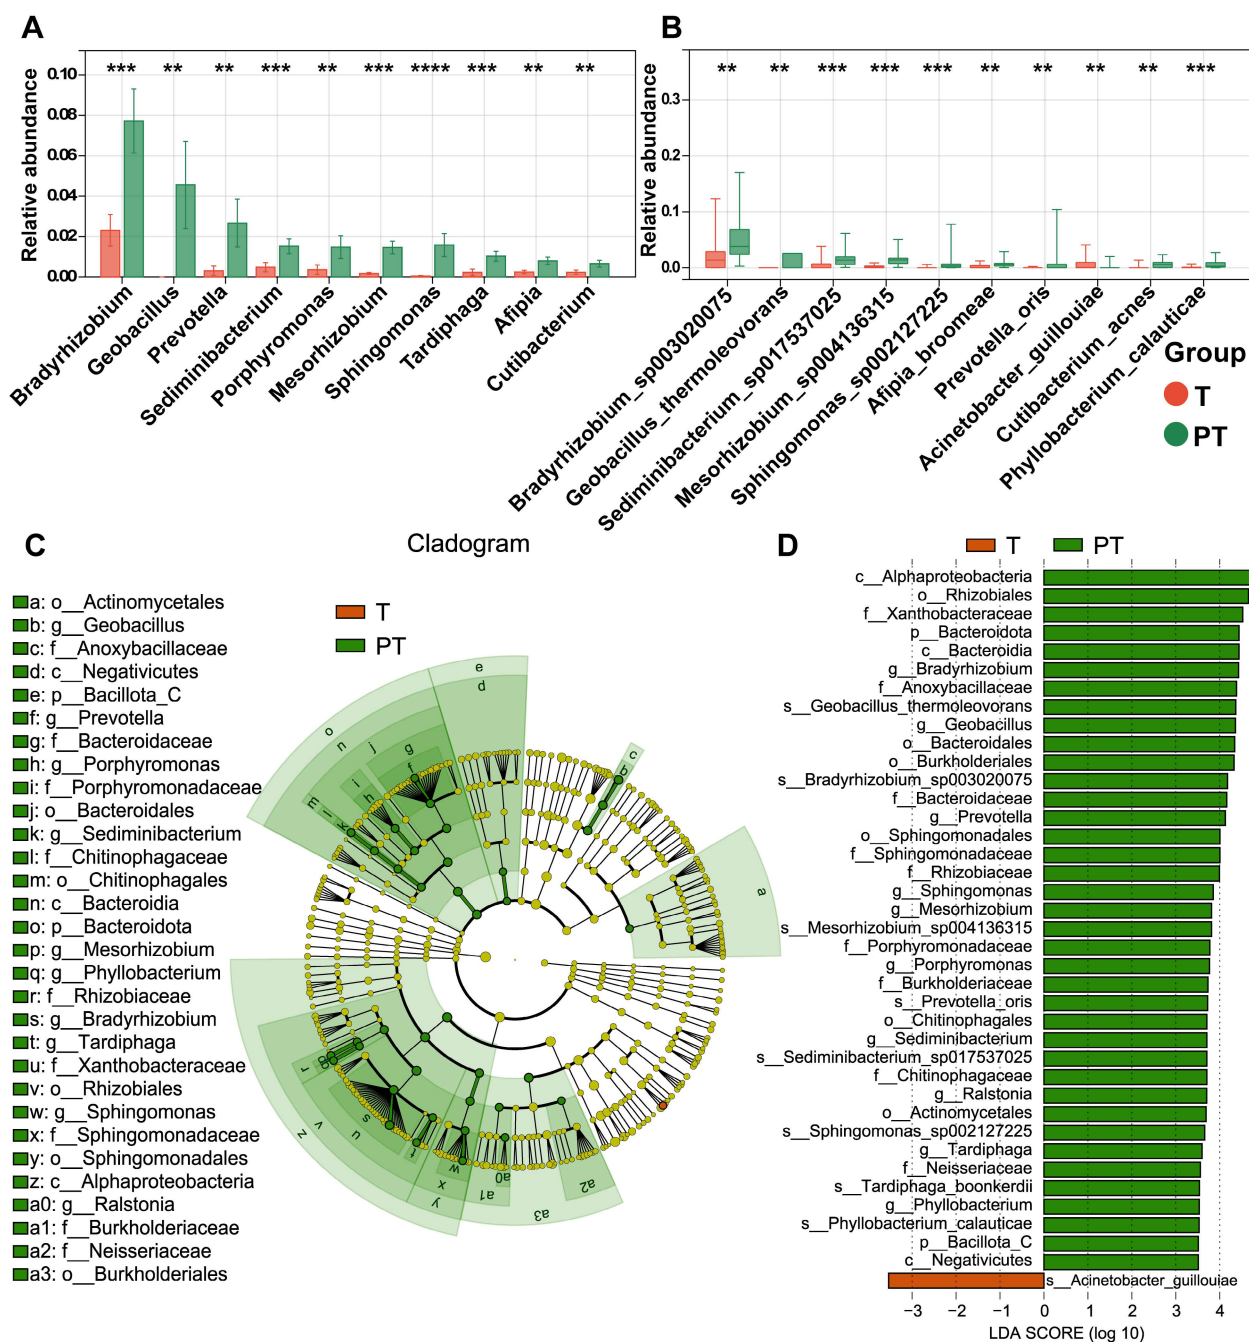 A
Relative abundance
0.10
0.08
0.06
0.04
0.02
0.00
*** ** ** *** ** *** **** *** ** **
Bradyrhizobium
Geobacillus
Prevotella
Sediminibacterium
Porphyromonas
Mesorhizobium
Sphingomonas
Tardiphaga
Afipia
Cutibacterium
B
Relative abundance
0.3
0.2
0.1
0.0
** ** *** *** *** ** ** ** ** ***
Bradyrhizobium_sp003020075
Geobacillus_thermoleovorans
Sediminibacterium_sp017537025
Mesorhizobium_sp004136315
Sphingomonas_sp002127225
Afipia_broomeae
Prevotella_oris
Acinetobacter_guillouiae
Cutibacterium_acnes
Phyllobacterium_calauticae
Group
T
PT
C
Cladogram
T
PT
a: o__Actinomycetales
b: g__Geobacillus
c: f__Anoxybacillaceae
d: c__Negativicutes
e: p__Bacillota_C
f: g__Prevotella
g: f__Bacteroidaceae
h: g__Porphyromonas
i: f__Porphyromonadaceae
j: o__Bacteroidales
k: g__Sediminibacterium
l: f__Chitinophagaceae
m: o__Chitinophagales
n: c__Bacteroidia
o: p__Bacteroidota
p: g__Mesorhizobium
q: g__Phyllobacterium
r: f__Rhizobiaceae
s: g__Bradyrhizobium
t: g__Tardiphaga
u: f__Xanthobacteraceae
v: o__Rhizobiales
w: g__Sphingomonas
x: f__Sphingomonadaceae
y: o__Sphingomonadales
z: c__Alphaproteobacteria
a0: g__Ralstonia
a1: f__Burkholderiaceae
a2: f__Neisseriaceae
a3: o__Burkholderiales
e
d
o
n
j
g
f
i
h
m
l
k
c
b
a
r
q
z
v
u
s
t
w
x
y
a0
a1
a2
a3
D
T
PT
c__Alphaproteobacteria
o__Rhizobiales
f__Xanthobacteraceae
p__Bacteroidota
c__Bacteroidia
g__Bradyrhizobium
f__Anoxybacillaceae
s__Geobacillus_thermoleovorans
g__Geobacillus
o__Bacteroidales
o__Burkholderiales
s__Bradyrhizobium_sp003020075
f__Bacteroidaceae
g__Prevotella
o__Sphingomonadales
f__Sphingomonadaceae
f__Rhizobiaceae
g__Sphingomonas
g__Mesorhizobium
s__Mesorhizobium_sp004136315
f__Porphyromonadaceae
g__Porphyromonas
f__Burkholderiaceae
s__Prevotella_oris
o__Chitinophagales
g__Sediminibacterium
s__Sediminibacterium_sp017537025
f__Chitinophagaceae
g__Ralstonia
o__Actinomycetales
s__Sphingomonas_sp002127225
g__Tardiphaga
f__Neisseriaceae
s__Tardiphaga_boonkerdii
g__Phyllobacterium
s__Phyllobacterium_calauticae
p__Bacillota_C
c__Negativicutes
s__Acinetobacter_guillouiae
−3 −2 −1 0 1 2 3 4
LDA SCORE (log 10)